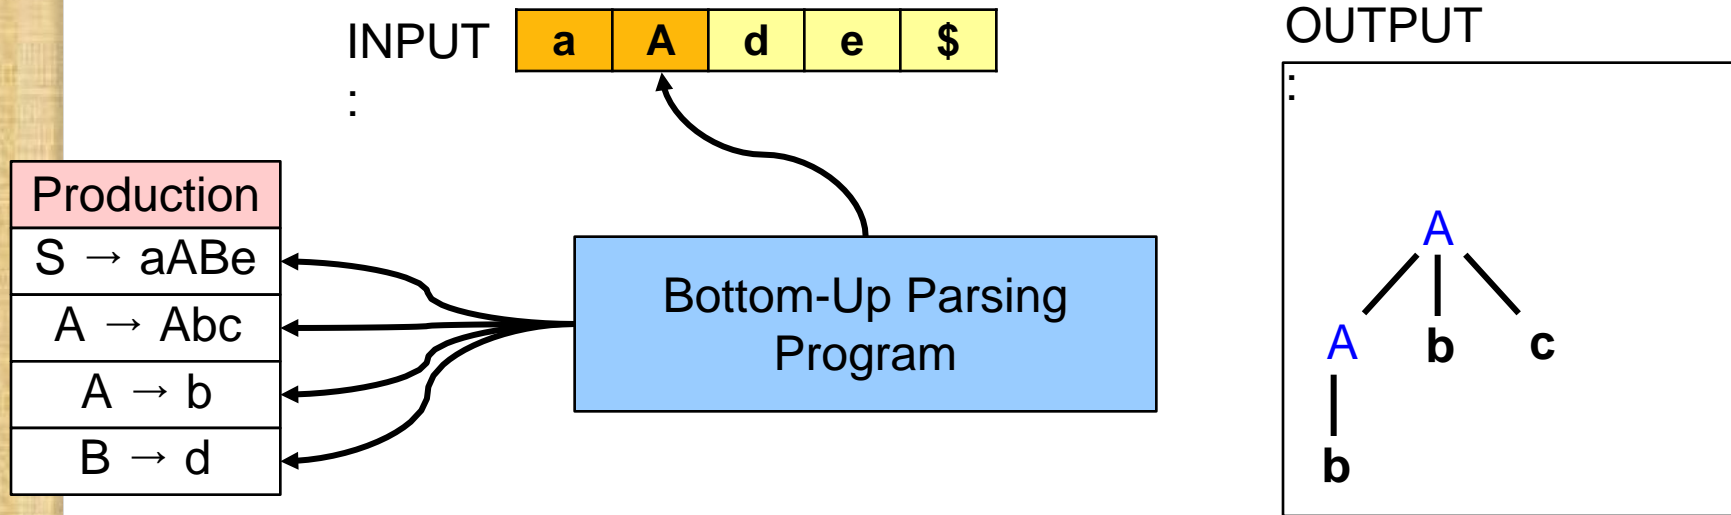 INPUT
:
a A d e $
OUTPUT
:
Production
S → aABe
A → Abc
A → b
B → d
Bottom-Up Parsing
Program
A
A b c
b